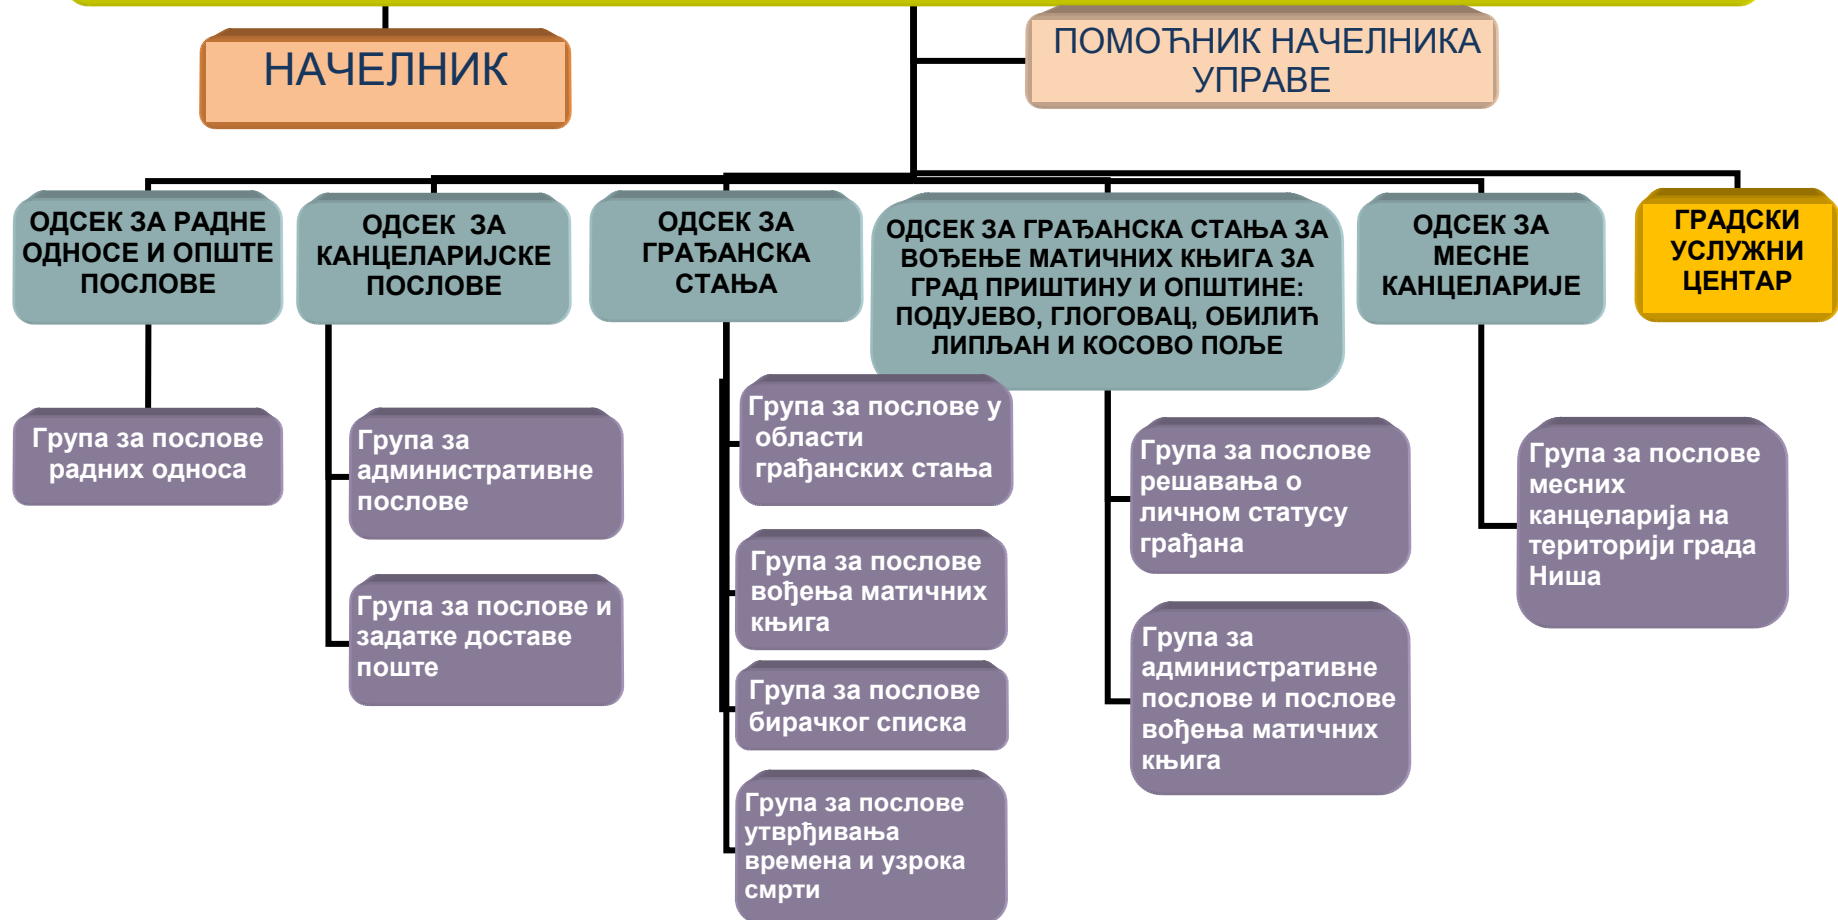 НАЧЕЛНИК
ПОМОЋНИК НАЧЕЛНИКА
УПРАВЕ
ОДСЕК ЗА РАДНЕ
ОДНОСЕ И ОПШТЕ
ПОСЛОВЕ
ОДСЕК ЗА
КАНЦЕЛАРИЈСКЕ
ПОСЛОВЕ
ОДСЕК ЗА
ГРАЂАНСКА
СТАЊА
ОДСЕК ЗА ГРАЂАНСКА СТАЊА ЗА
ВОЂЕЊЕ МАТИЧНИХ КЊИГА ЗА
ГРАД ПРИШТИНУ И ОПШТИНЕ:
ПОДУЈЕВО, ГЛОГОВАЦ, ОБИЛИЋ
ЛИПЉАН И КОСОВО ПОЉЕ
ОДСЕК ЗА
МЕСНЕ
КАНЦЕЛАРИЈЕ
ГРАДСКИ
УСЛУЖНИ
ЦЕНТАР
Група за послове
радних односа
Група за
административне
послове
Група за послове и
задатке доставе
поште
Група за послове у
области
грађанских стања
Група за послове
вођења матичних
књига
Група за послове
бирачког списка
Група за послове
утврђивања
времена и узрока
смрти
Група за послове
решавања о
личном статусу
грађана
Група за
административне
послове и послове
вођења матичних
књига
Група за послове
месних
канцеларија на
територији града
Ниша